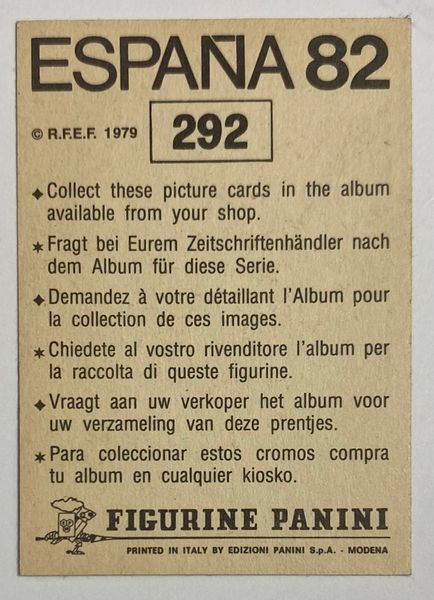 ESPAÑA 82
© R.F.E.F. 1979 292
◆ Collect these picture cards in the album
available from your shop.
✶ Fragt bei Eurem Zeitschriftenhändler nach
dem Album für diese Serie.
◆ Demandez à votre détaillant l'Album pour
la collection de ces images.
✶ Chiedete al vostro rivenditore l'album per
la raccolta di queste figurine.
◆ Vraagt aan uw verkoper het album voor
uw verzameling van deze prentjes.
✶ Para coleccionar estos cromos compra
tu album en cualquier kiosko.
FIGURINE PANINI
PRINTED IN ITALY BY EDIZIONI PANINI S.p.A. - MODENA